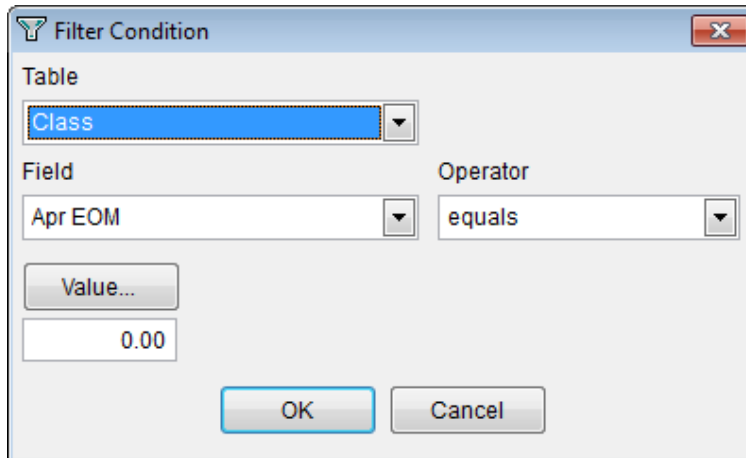 Filter Condition
Table
Class
Field Operator
Apr EOM equals
Value...
0.00
OK Cancel